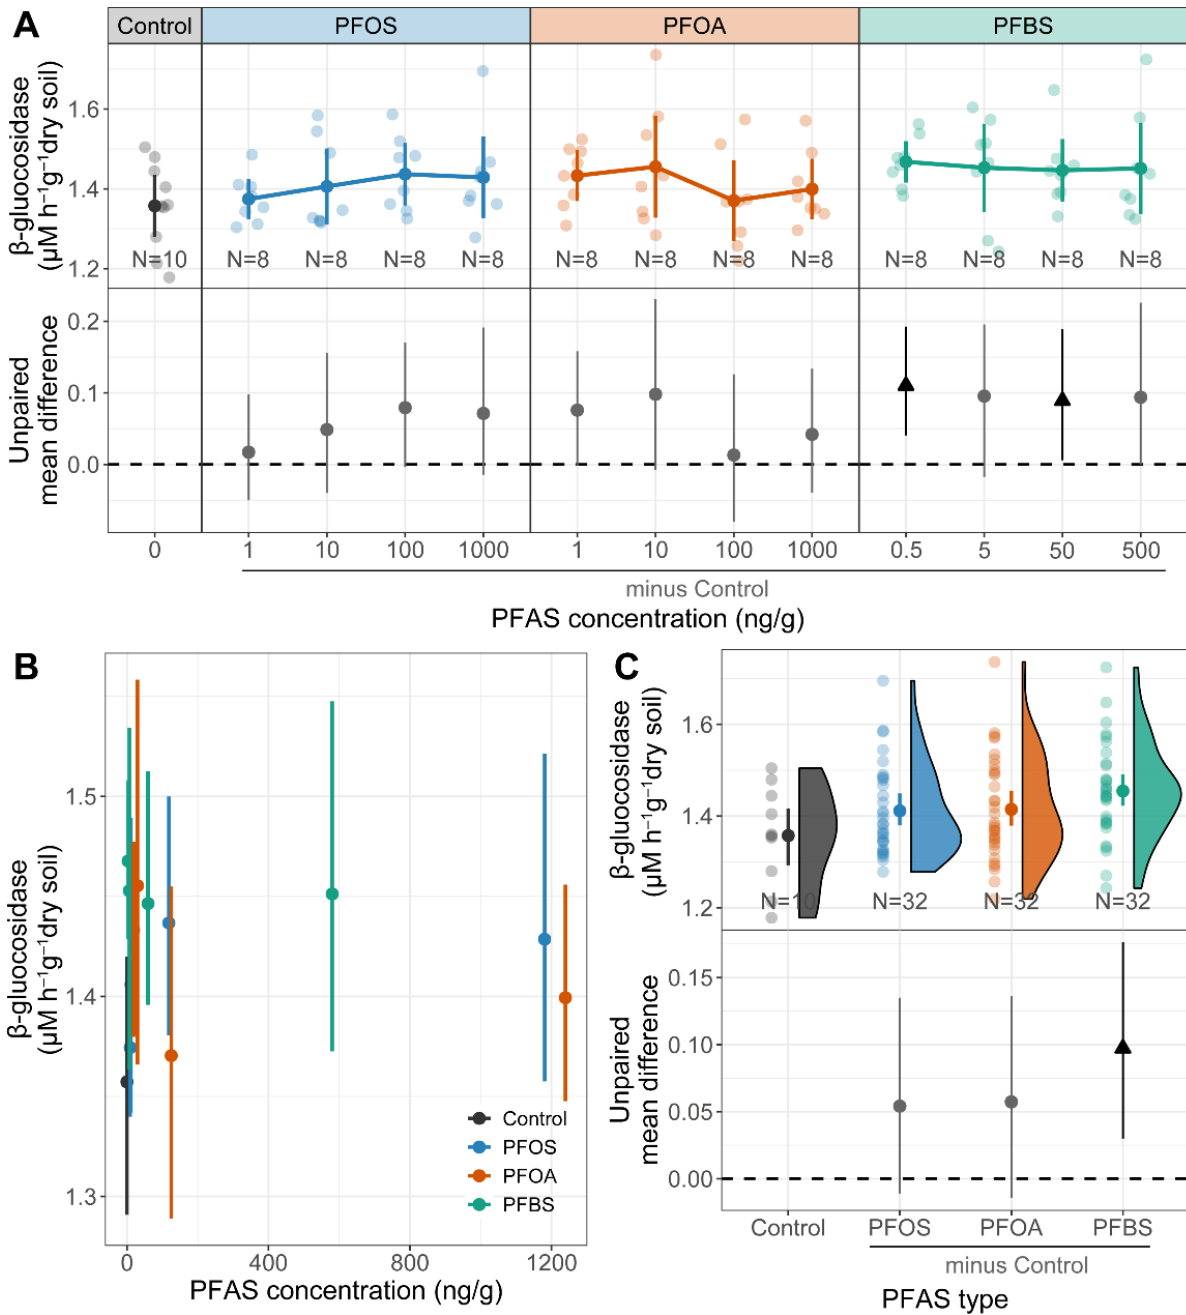 A
Control PFOS PFOA PFBS
β-glucosidase
(µM h⁻¹g⁻¹dry soil)
1.6
1.4
1.2
N=10 N=8 N=8 N=8 N=8 N=8 N=8 N=8 N=8 N=8 N=8 N=8 N=8
Unpaired
mean difference
0.2
0.1
0.0
0 1 10 100 1000 1 10 100 1000 0.5 5 50 500
minus Control
PFAS concentration (ng/g)
B
β-gluocosidase
(µM h⁻¹g⁻¹dry soil)
1.5
1.4
1.3
Control
PFOS
PFOA
PFBS
0 400 800 1200
PFAS concentration (ng/g)
C
β-gluocosidase
(µM h⁻¹g⁻¹dry soil)
1.6
1.4
1.2
N=10 N=32 N=32 N=32
Unpaired
mean difference
0.15
0.10
0.05
0.00
Control PFOS PFOA PFBS
minus Control
PFAS type